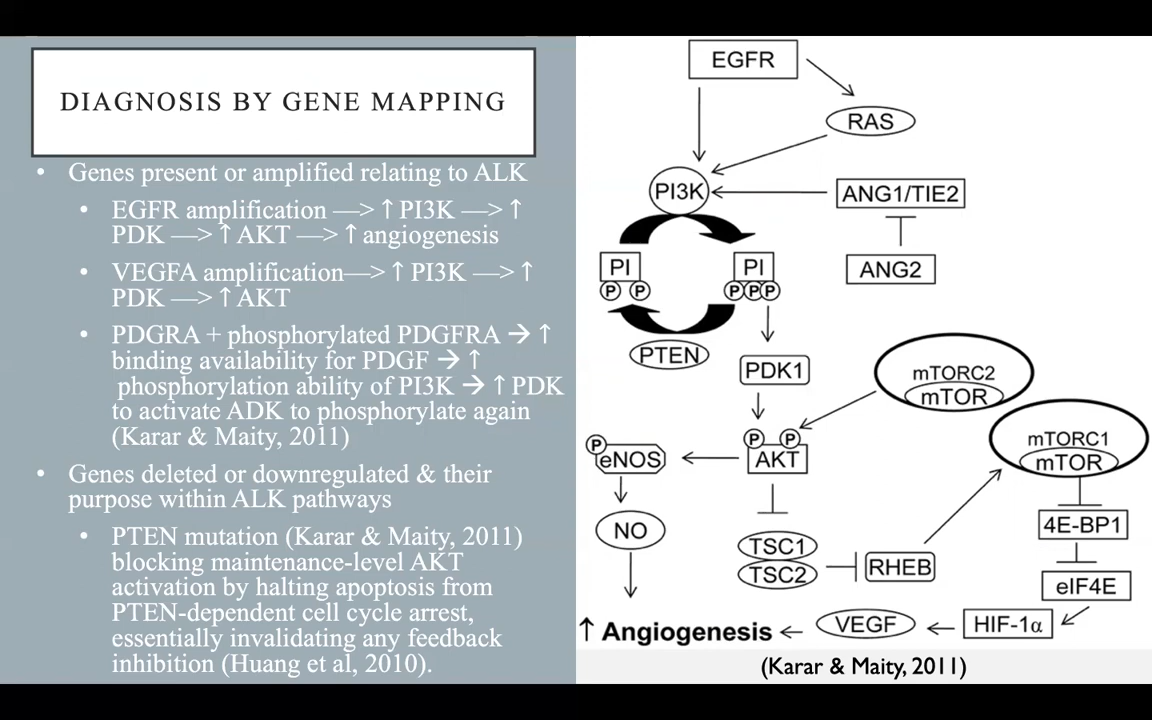 DIAGNOSIS BY GENE MAPPING
• Genes present or amplified relating to ALK
• EGFR amplification —> ↑ PI3K —> ↑
PDK —> ↑ AKT —> ↑ angiogenesis
• VEGFA amplification—> ↑ PI3K —> ↑
PDK —> ↑ AKT
• PDGRA + phosphorylated PDGFRA → ↑
binding availability for PDGF → ↑
phosphorylation ability of PI3K → ↑ PDK
to activate ADK to phosphorylate again
(Karar & Maity, 2011)
• Genes deleted or downregulated & their
purpose within ALK pathways
• PTEN mutation (Karar & Maity, 2011)
blocking maintenance-level AKT
activation by halting apoptosis from
PTEN-dependent cell cycle arrest,
essentially invalidating any feedback
inhibition (Huang et al, 2010).
EGFR
RAS
PI3K
ANG1/TIE2
ANG2
PI
P P
PI
P P P
PTEN
PDK1
mTORC2
mTOR
mTORC1
mTOR
P P
AKT
P
eNOS
NO
TSC1
TSC2
RHEB
4E-BP1
eIF4E
HIF-1α
VEGF
↑ Angiogenesis
(Karar & Maity, 2011)